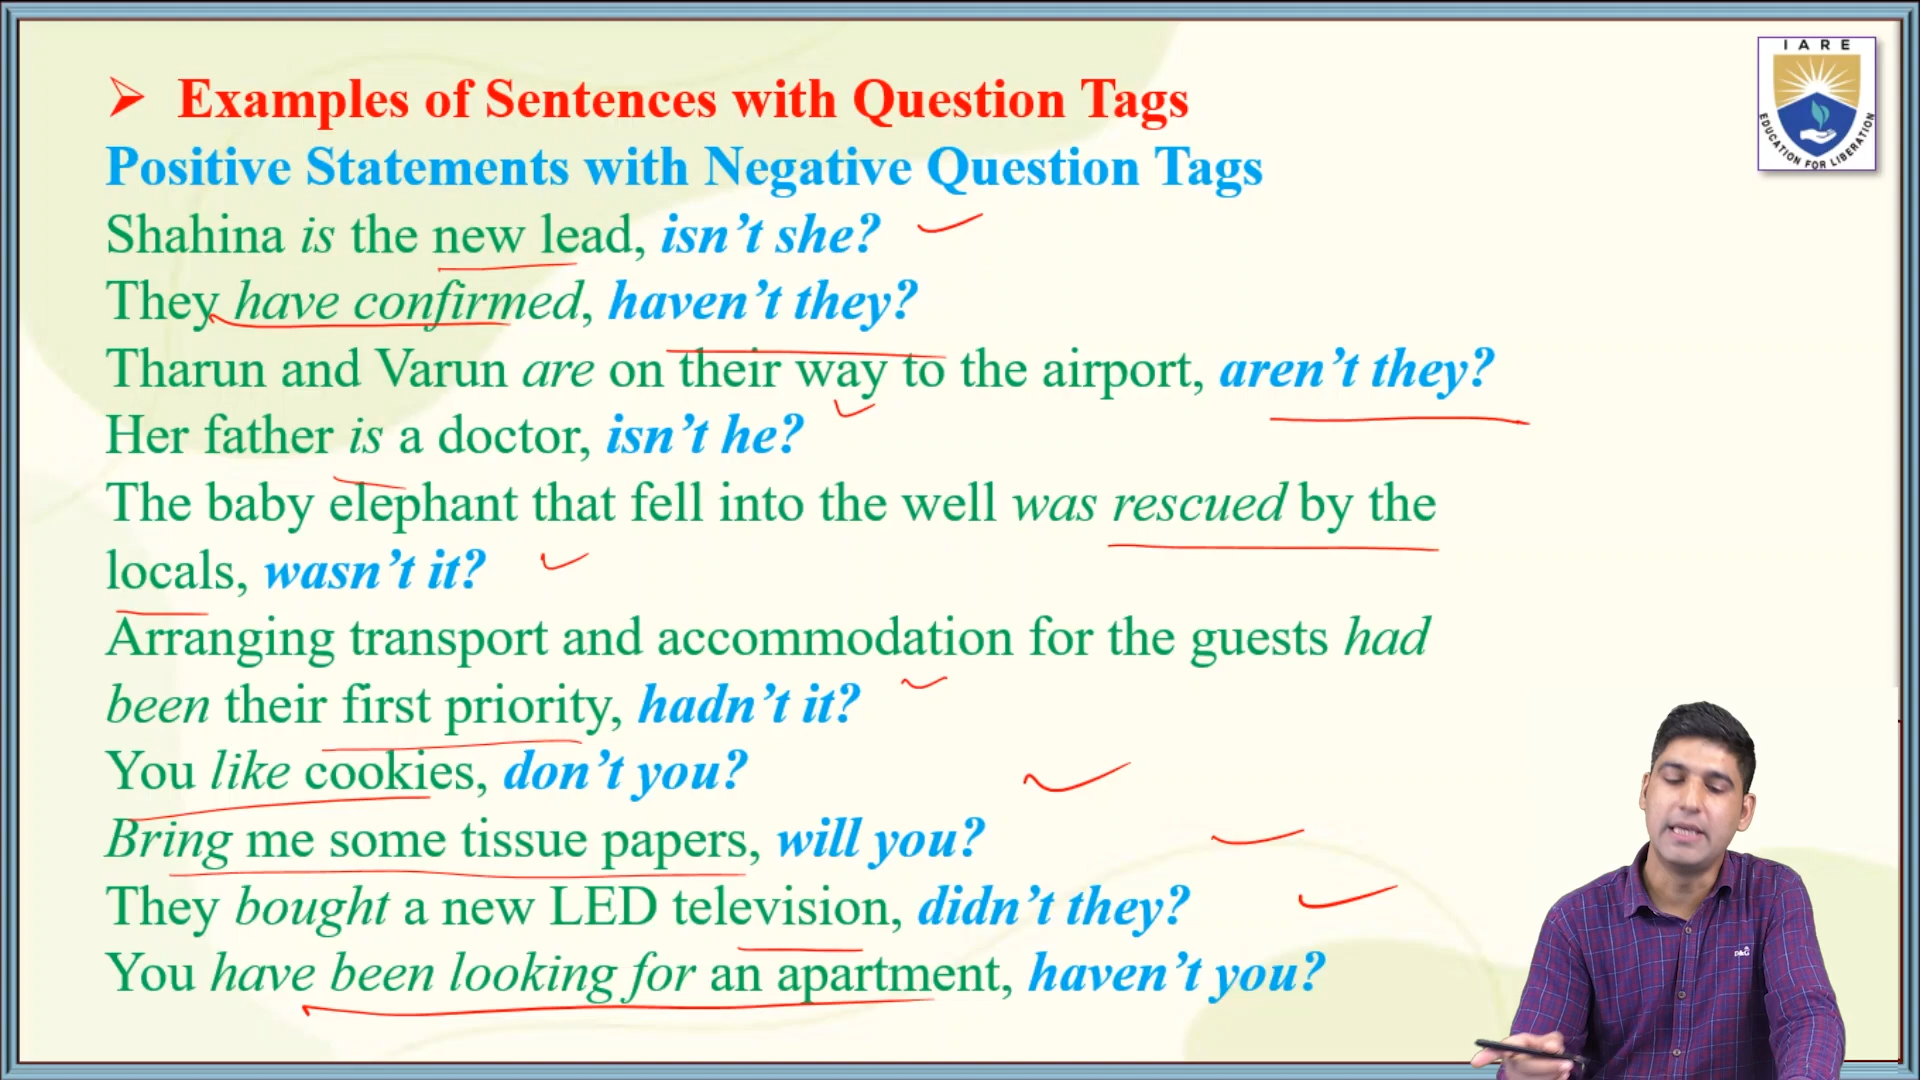 ➢ Examples of Sentences with Question Tags
Positive Statements with Negative Question Tags
Shahina is the new lead, isn’t she?
They have confirmed, haven’t they?
Tharun and Varun are on their way to the airport, aren’t they?
Her father is a doctor, isn’t he?
The baby elephant that fell into the well was rescued by the
locals, wasn’t it?
Arranging transport and accommodation for the guests had
been their first priority, hadn’t it?
You like cookies, don’t you?
Bring me some tissue papers, will you?
They bought a new LED television, didn’t they?
You have been looking for an apartment, haven’t you?
IARE
EDUCATION FOR LIBERATION